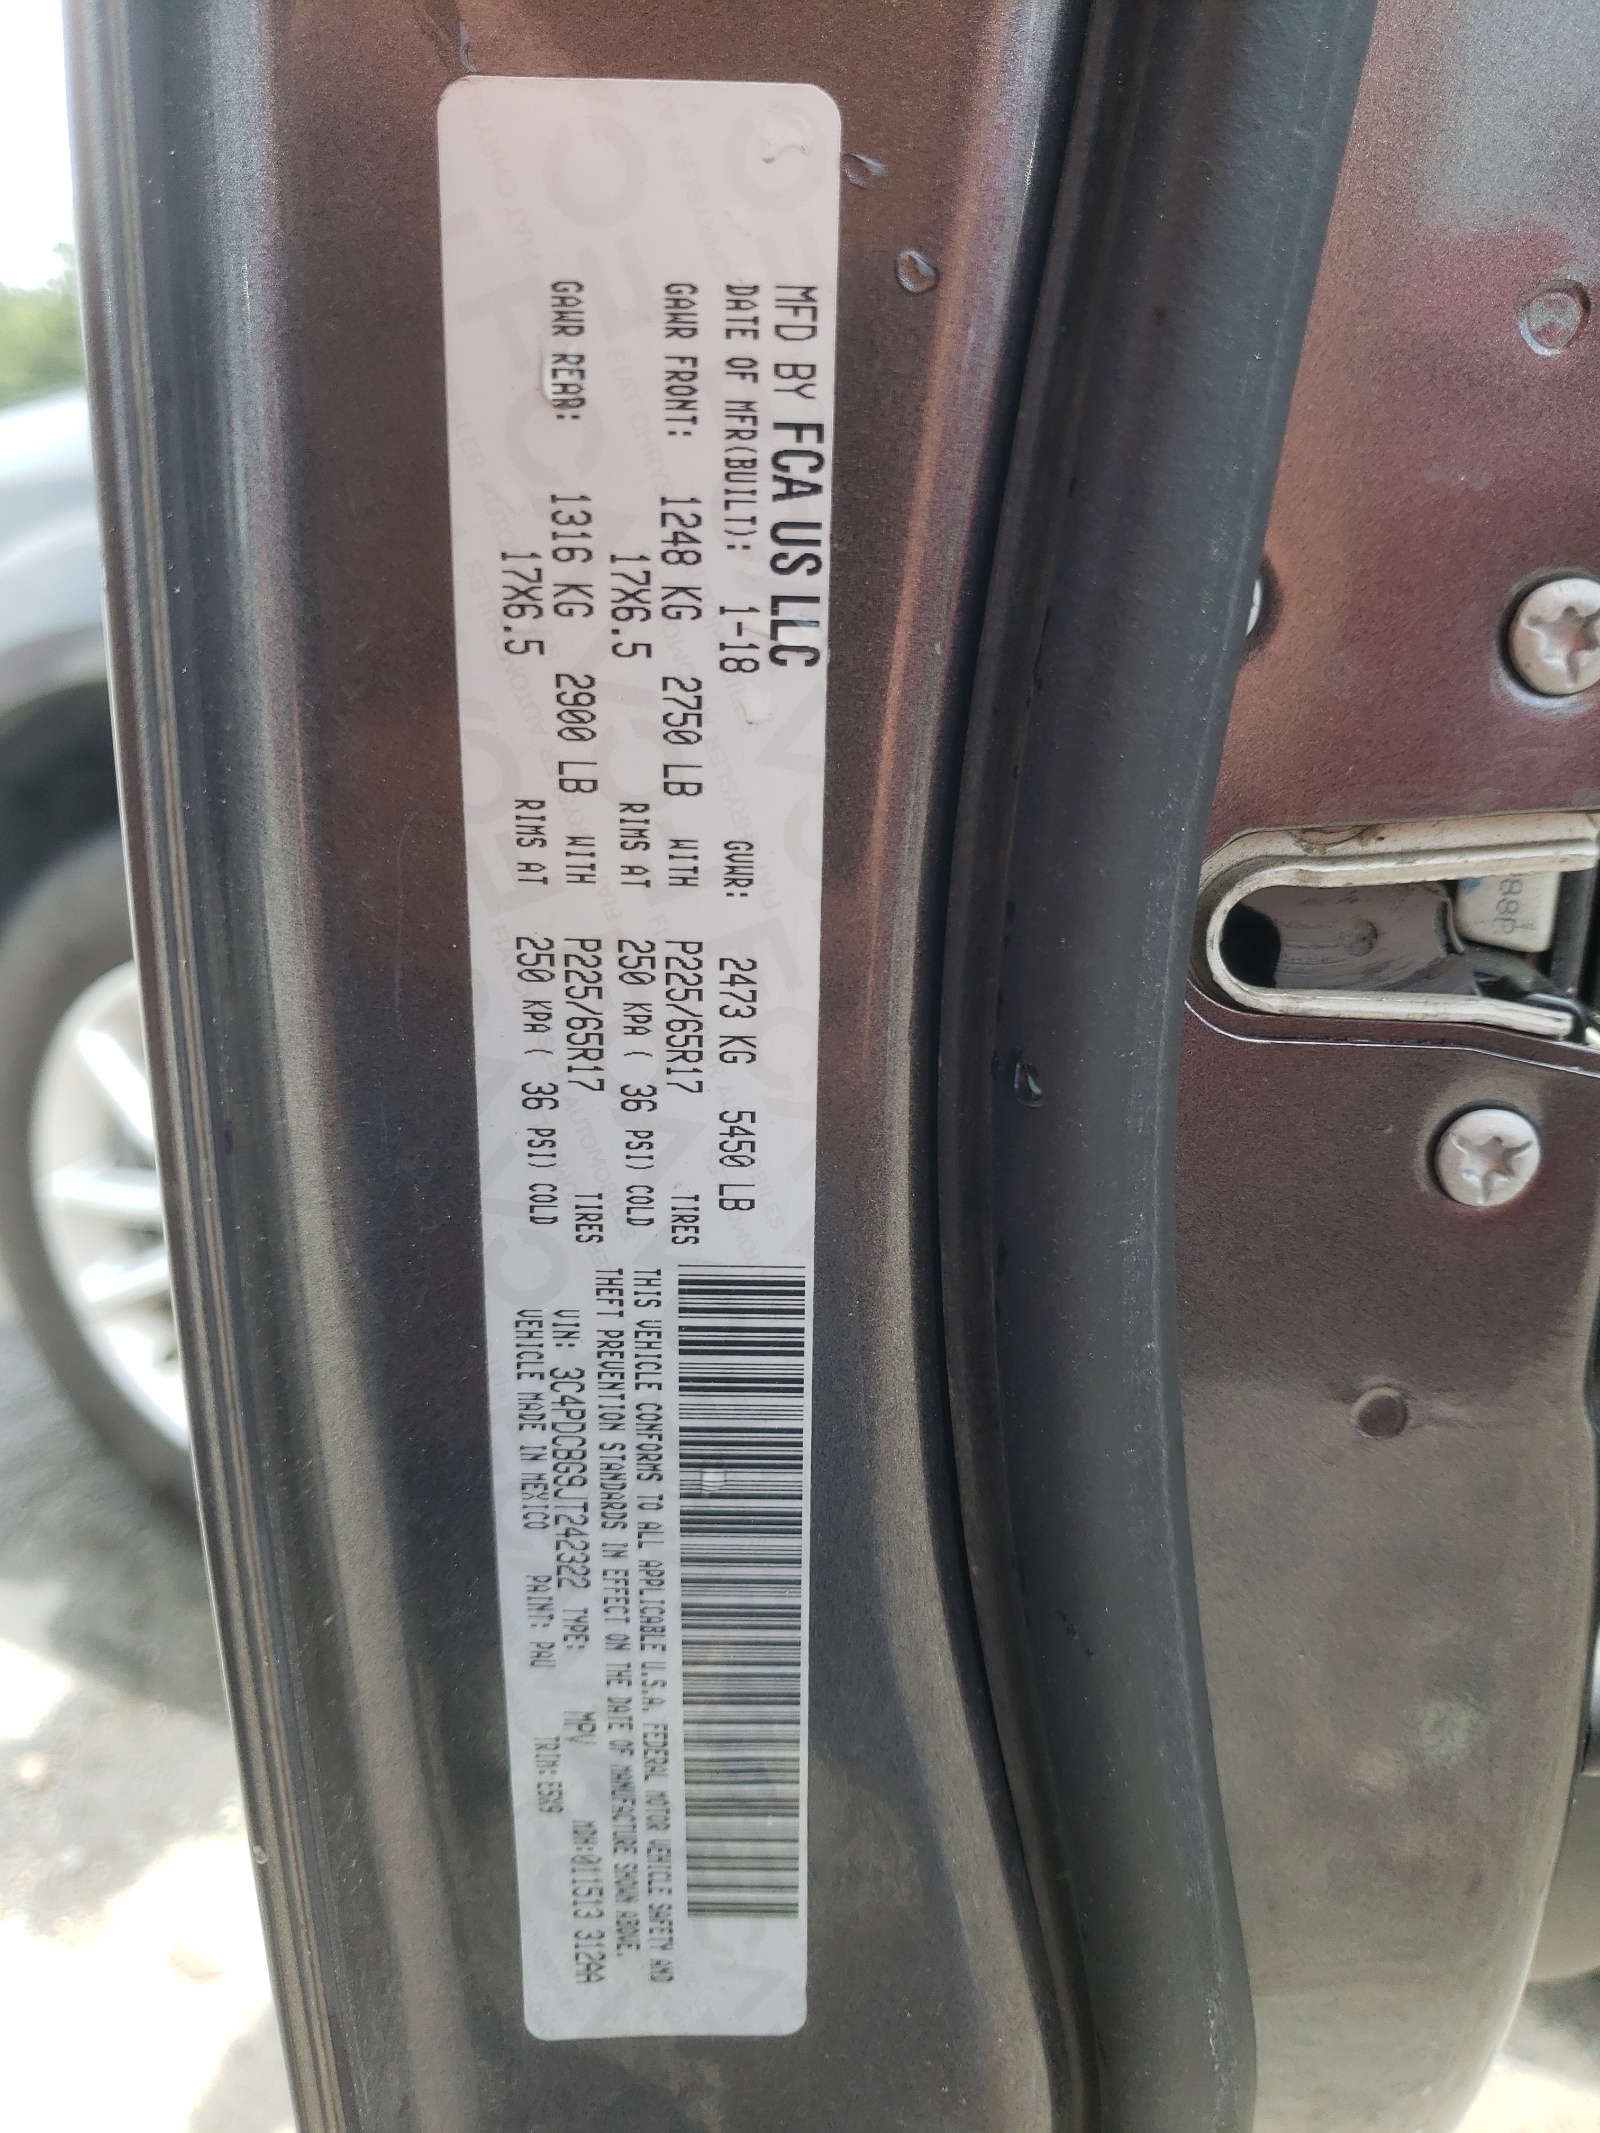 MFD BY FCA US LLC
DATE OF MFR(BUILT): 1-18 GVWR: 2473 KG 5450 LB
GAWR FRONT: 1248 KG 2750 LB WITH P225/65R17 TIRES
17X6.5 RIMS AT 250 KPA ( 36 PSI) COLD
GAWR REAR: 1316 KG 2900 LB WITH P225/65R17 TIRES
17X6.5 RIMS AT 250 KPA ( 36 PSI) COLD
THIS VEHICLE CONFORMS TO ALL APPLICABLE U.S.A. FEDERAL MOTOR VEHICLE SAFETY AND
THEFT PREVENTION STANDARDS IN EFFECT ON THE DATE OF MANUFACTURE SHOWN ABOVE.
VIN: 3C4PDCBG9JT242322 TYPE: MPV MDH:011513 312AA
VEHICLE MADE IN MEXICO PAINT: PAU TRIM: E5X9